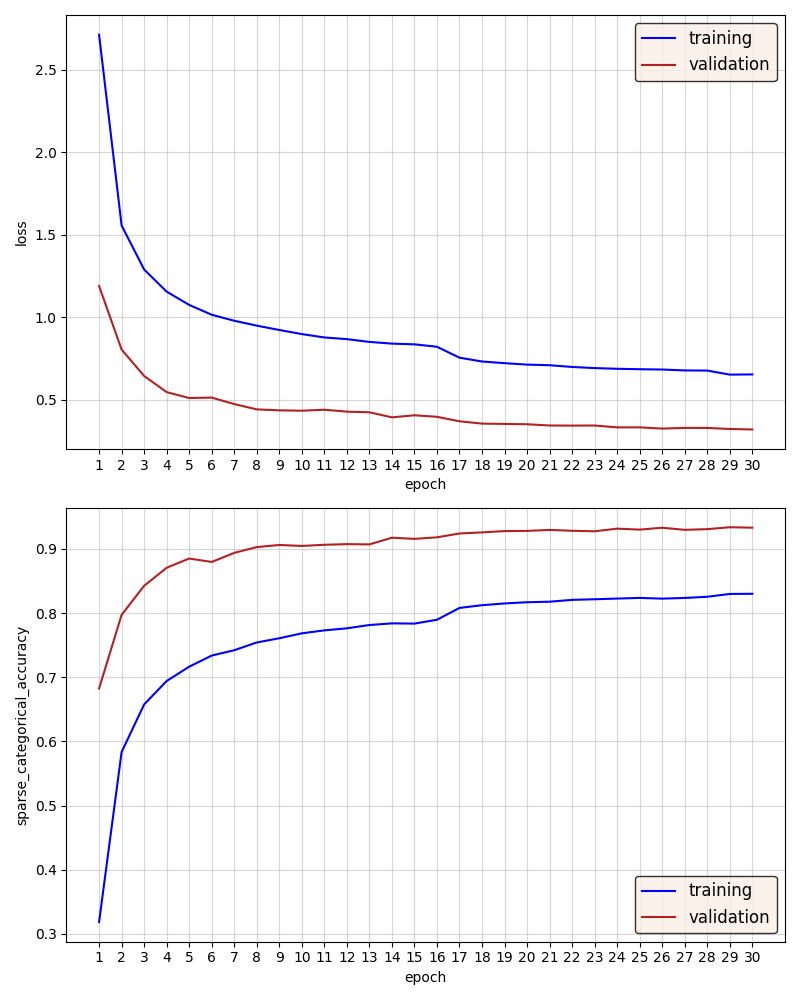 training
validation
2.5
2.0
1.5
1.0
0.5
loss
1 2 3 4 5 6 7 8 9 10 11 12 13 14 15 16 17 18 19 20 21 22 23 24 25 26 27 28 29 30
epoch
0.9
0.8
0.7
0.6
0.5
0.4
0.3
sparse_categorical_accuracy
training
validation
1 2 3 4 5 6 7 8 9 10 11 12 13 14 15 16 17 18 19 20 21 22 23 24 25 26 27 28 29 30
epoch